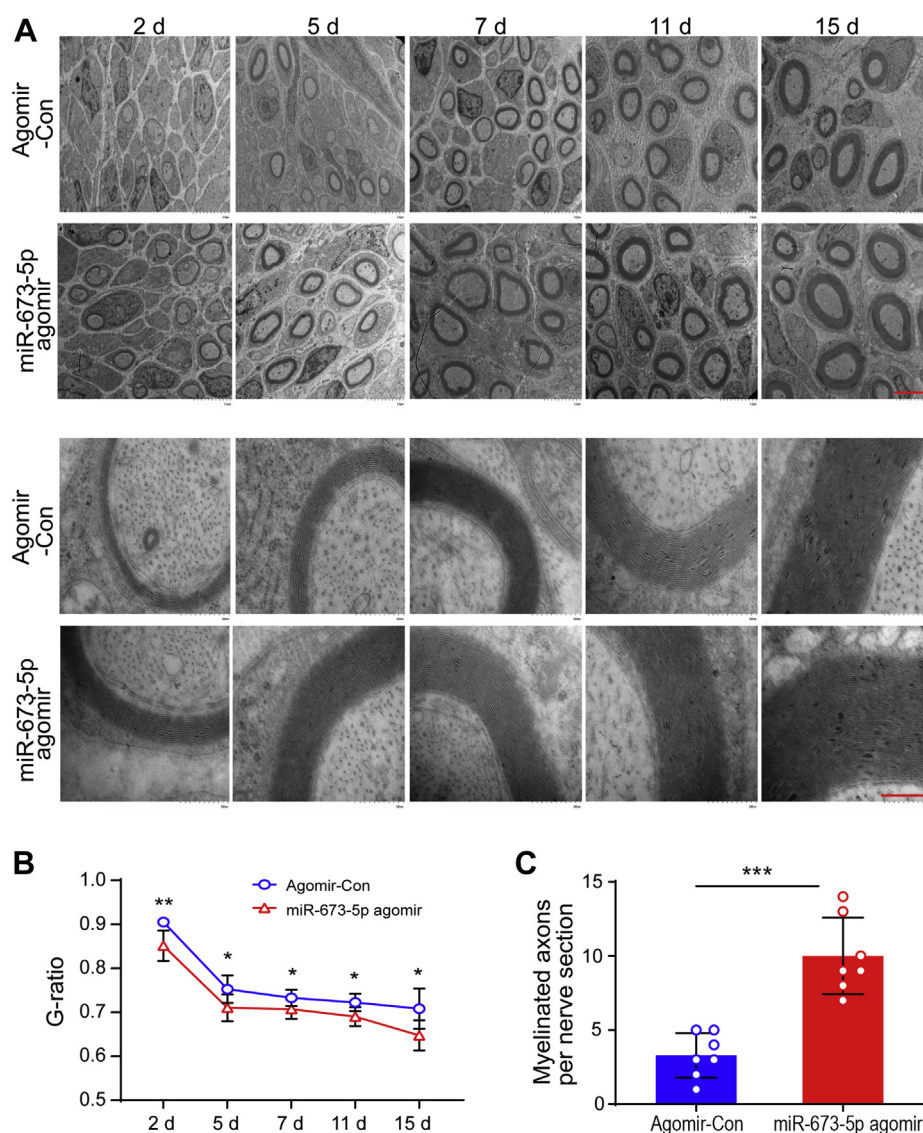 A
2 d 5 d 7 d 11 d 15 d
Agomir
-Con
miR-673-5p
agomir
Agomir
-Con
miR-673-5p
agomir
B
G-ratio
1.0
0.9
0.8
0.7
0.6
0.5
Agomir-Con
miR-673-5p agomir
**
*
*
*
*
2 d 5 d 7 d 11 d 15 d
C
Myelinated axons
per nerve section
15
10
5
0
***
Agomir-Con miR-673-5p agomir